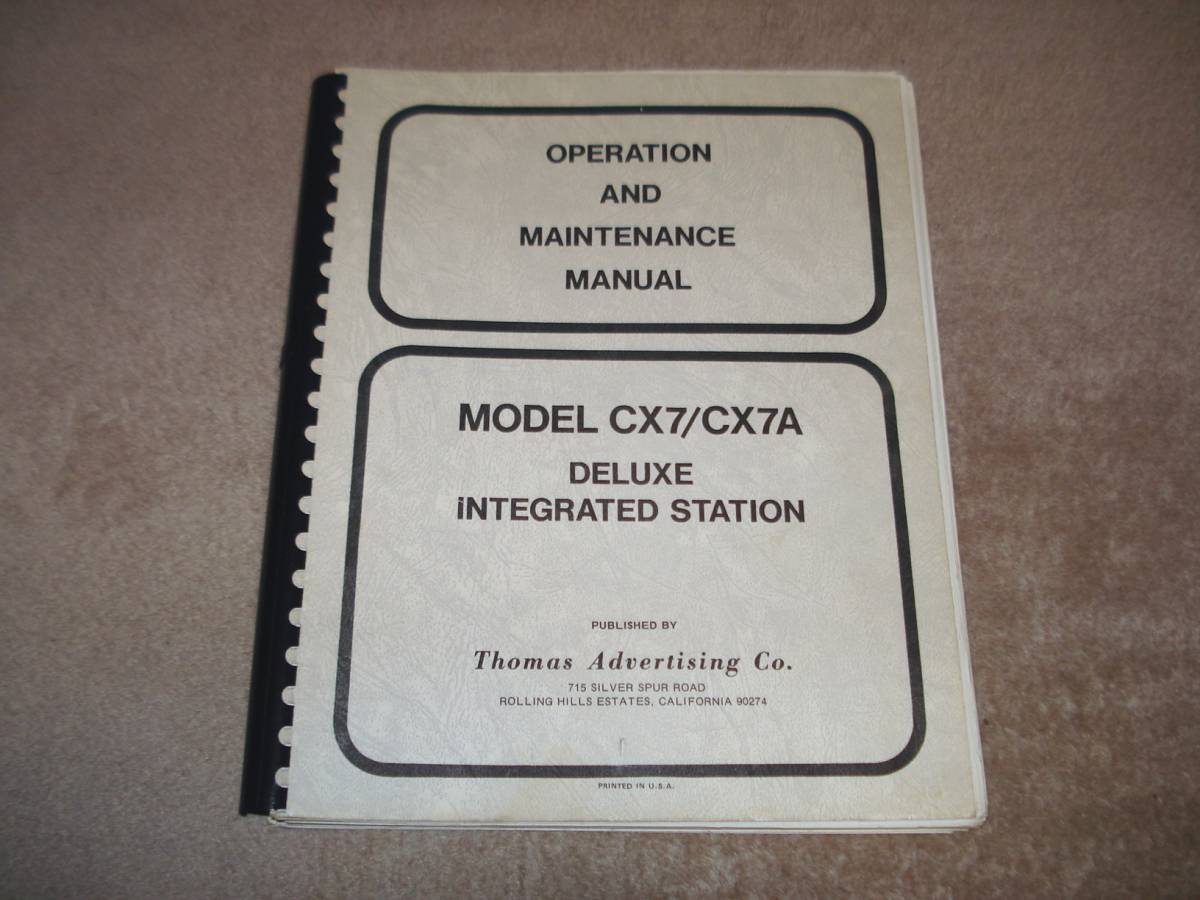 OPERATION
AND
MAINTENANCE
MANUAL
MODEL CX7/CX7A
DELUXE
iNTEGRATED STATION
PUBLISHED BY
Thomas Advertising Co.
715 SILVER SPUR ROAD
ROLLING HILLS ESTATES, CALIFORNIA 90274
PRINTED IN U.S.A.